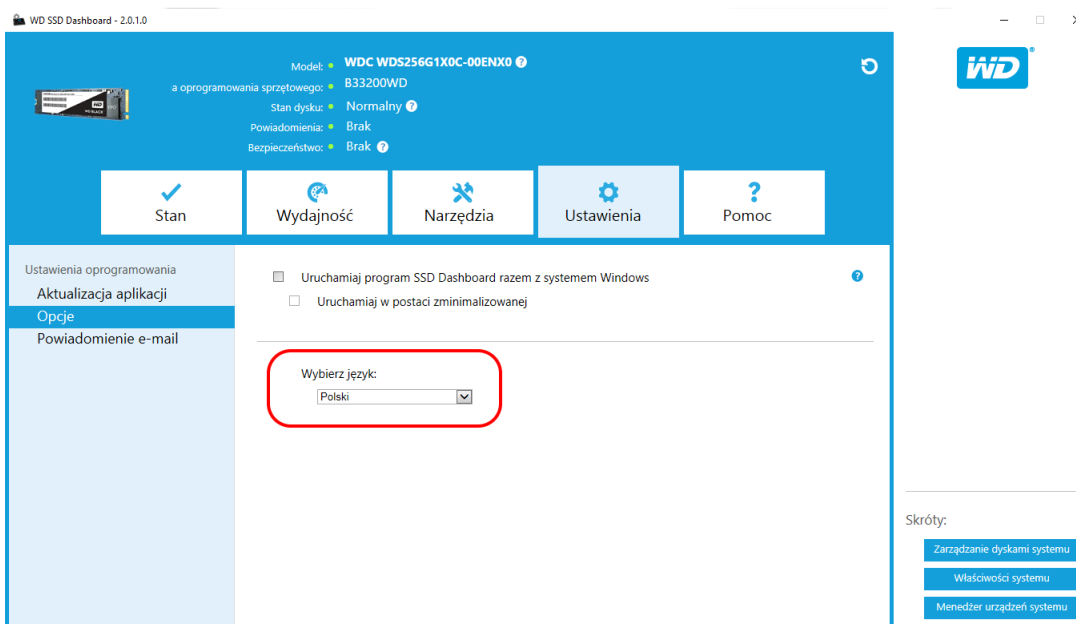 WD SSD Dashboard - 2.0.1.0
WD
Model: WDC WDS256G1X0C-00ENX0
a oprogramowania sprzętowego: B33200WD
Stan dysku: Normalny
Powiadomienia: Brak
Bezpieczeństwo: Brak
Stan
Wydajność
Narzędzia
Ustawienia
Pomoc
Ustawienia oprogramowania
Aktualizacja aplikacji
Opcje
Powiadomienie e-mail
Uruchamiaj program SSD Dashboard razem z systemem Windows
Uruchamiaj w postaci zminimalizowanej
Wybierz język:
Polski
Skróty:
Zarządzanie dyskami systemu
Właściwości systemu
Menedżer urządzeń systemu